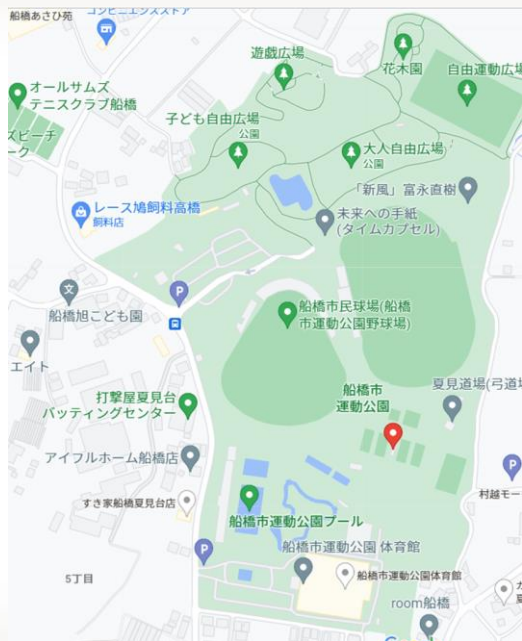 船橋あさひ苑
コンビニエンスストア
遊戯広場
花木園
自由運動広場
オールサムズ
テニスクラブ船橋
ズビーチ
ーク
子ども自由広場
公園
大人自由広場
公園
「新風」富永直樹
レース鳩飼料高橋
飼料店
未来への手紙
(タイムカプセル)
P
船橋旭こども園
文
船橋市民球場(船橋
市運動公園野球場)
エイト
船橋市
運動公園
夏見道場(弓道場
打撃屋夏見台
バッティングセンター
アイフルホーム船橋店
P
村越モー
すき家船橋夏見台店
船橋市運動公園プール
P
船橋市運動公園 体育館
5丁目
船橋市運動公園体育館
room船橋